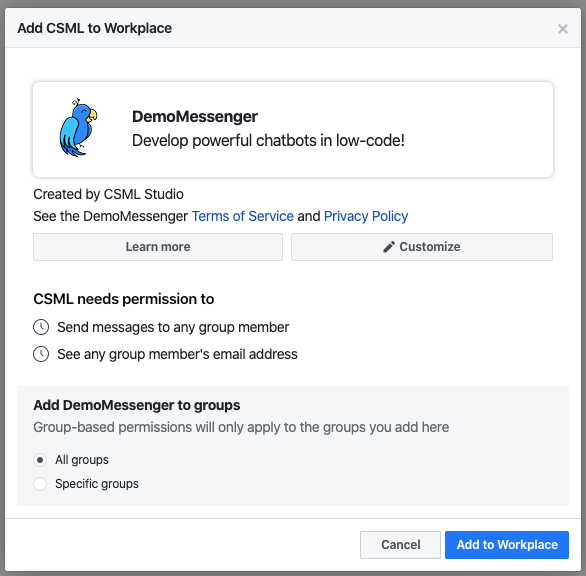 Add CSML to Workplace
DemoMessenger
Develop powerful chatbots in low-code!
Created by CSML Studio
See the DemoMessenger Terms of Service and Privacy Policy
Learn more
Customize
CSML needs permission to
Send messages to any group member
See any group member's email address
Add DemoMessenger to groups
Group-based permissions will only apply to the groups you add here
All groups
Specific groups
Cancel
Add to Workplace